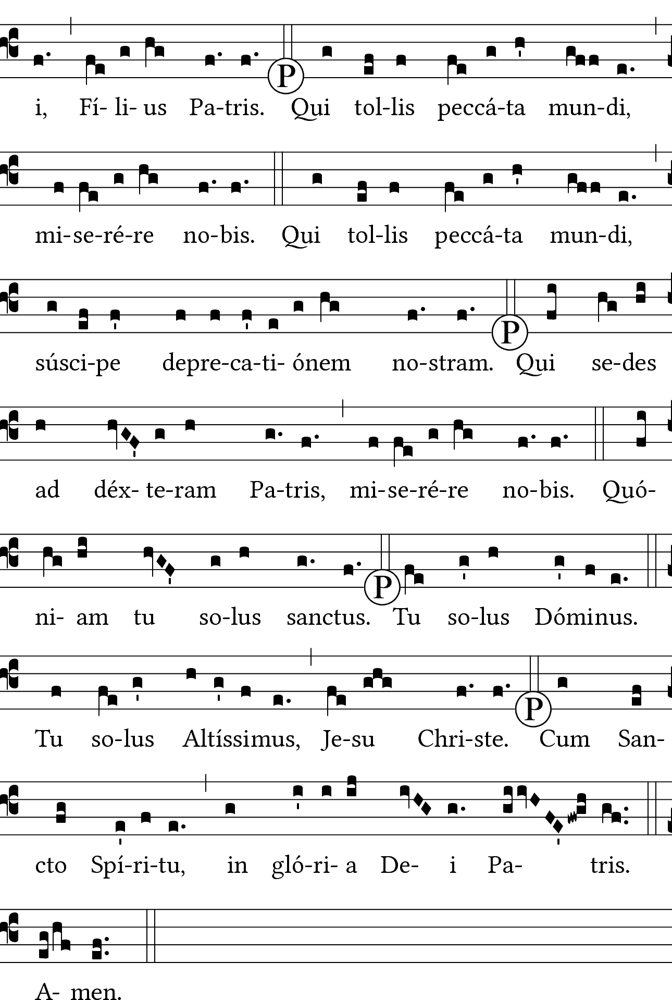 i, Fí- li- us Pa-tris. P Qui tol-lis peccá-ta mun-di,
mi-se-ré-re no-bis. Qui tol-lis peccá-ta mun-di,
súsci-pe depre-ca-ti- ónem no-stram. P Qui se-des
ad déx- te-ram Pa-tris, mi-se-ré-re no-bis. Quó-
ni- am tu so-lus sanctus. P Tu so-lus Dóminus.
Tu so-lus Altíssimus, Je-su Chri-ste. P Cum San-
cto Spí-ri-tu, in gló-ri- a De- i Pa- tris.
A- men.